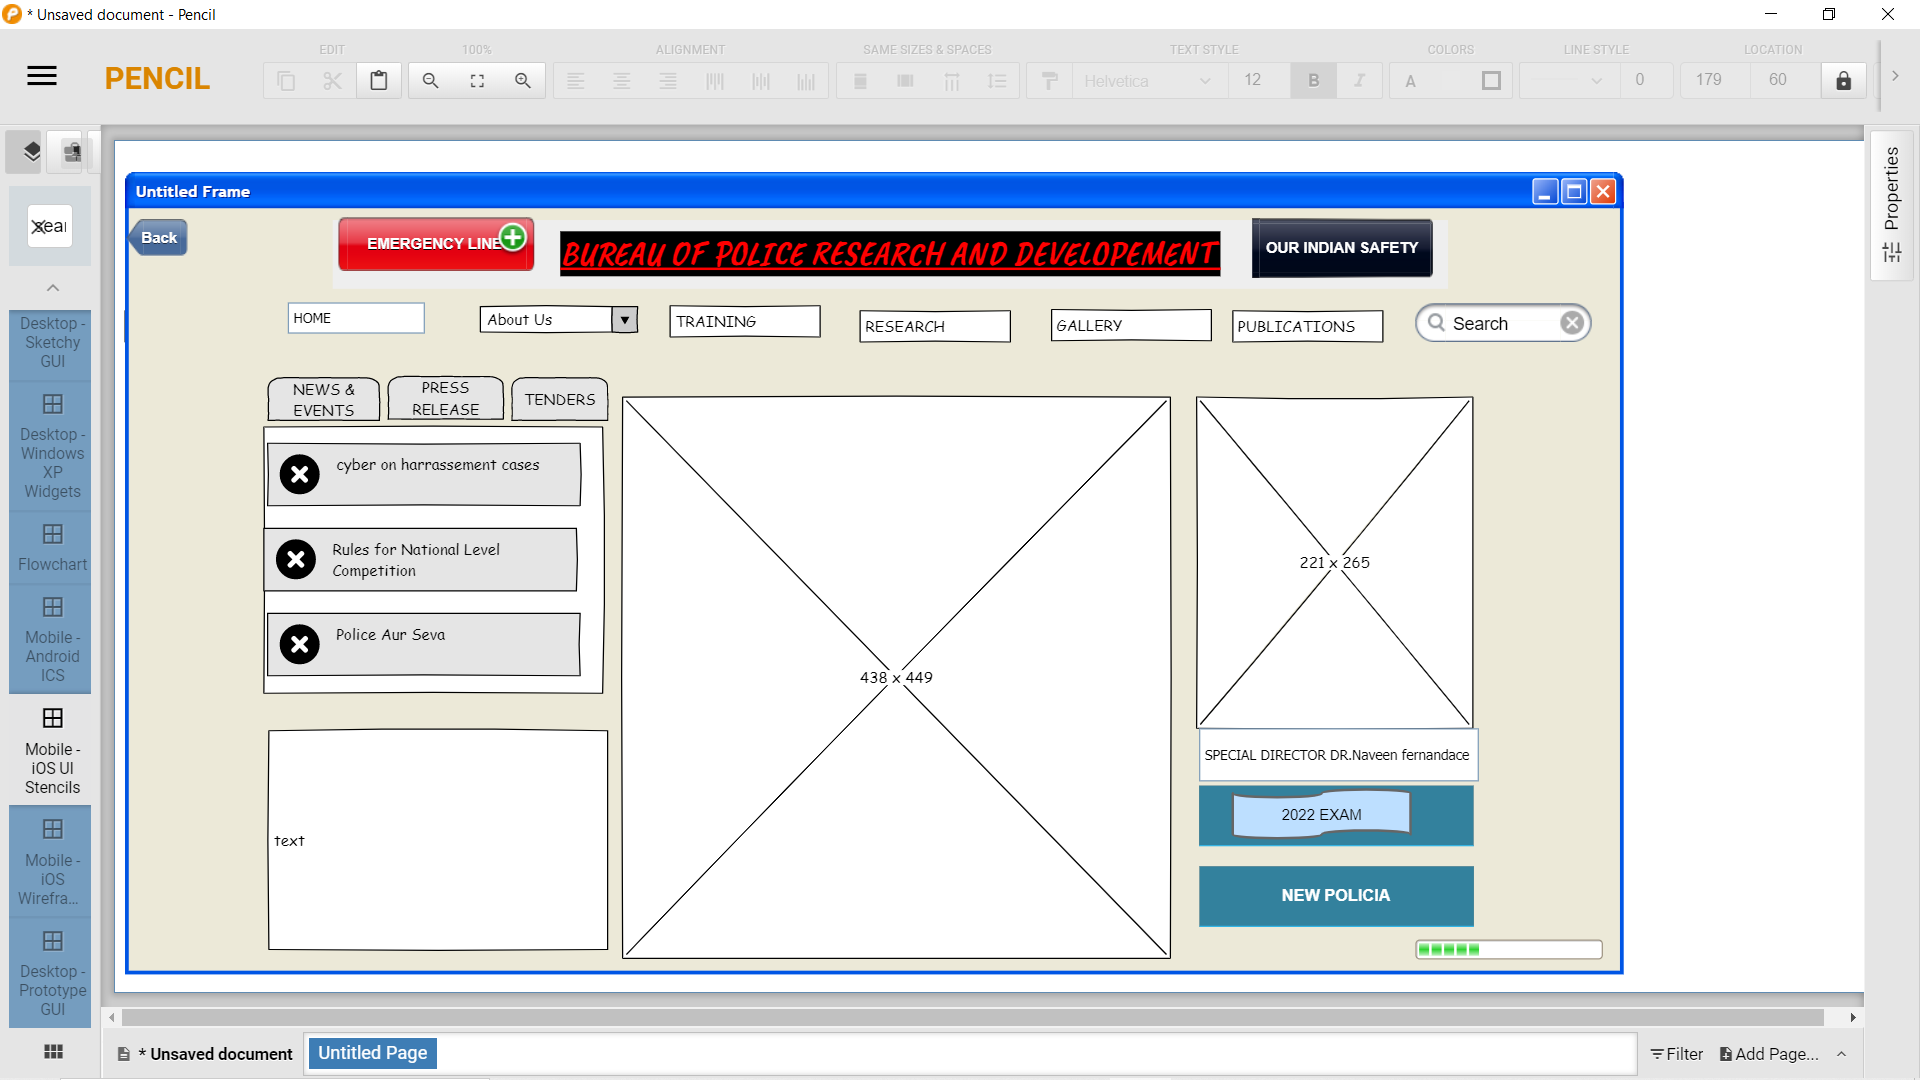 * Unsaved document - Pencil
EDIT
100%
ALIGNMENT
SAME SIZES & SPACES
TEXT STYLE
COLORS
LINE STYLE
LOCATION
PENCIL
Helvetica
12
B
I
A
0
179
60
Properties
Untitled Frame
Back
EMERGENCY LINE
BUREAU OF POLICE RESEARCH AND DEVELOPEMENT
OUR INDIAN SAFETY
HOME
About Us
TRAINING
RESEARCH
GALLERY
PUBLICATIONS
Search
Desktop -
Sketchy
GUI
Desktop -
Windows
XP
Widgets
Flowchart
Mobile -
Android
ICS
Mobile -
iOS UI
Stencils
Mobile -
iOS
Wirefra...
Desktop -
Prototype
GUI
NEWS &
EVENTS
PRESS
RELEASE
TENDERS
cyber on harrassement cases
Rules for National Level
Competition
Police Aur Seva
text
438 x 449
221 x 265
SPECIAL DIRECTOR DR.Naveen fernandace
2022 EXAM
NEW POLICIA
* Unsaved document
Untitled Page
Filter
Add Page...